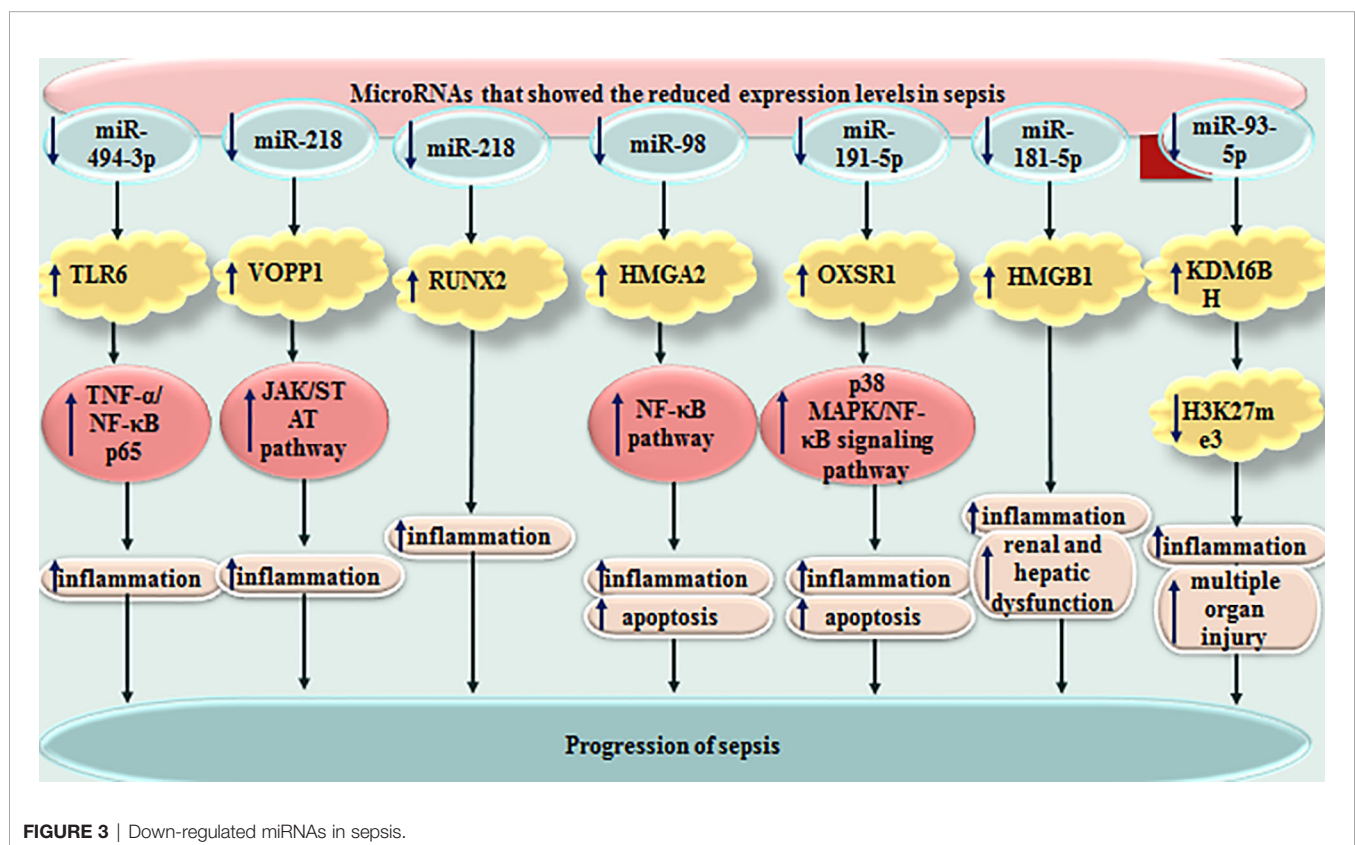 MicroRNAs that showed the reduced expression levels in sepsis
miR-
494-3p
miR-218
miR-218
miR-98
miR-
191-5p
miR-
181-5p
miR-93-
5p
TLR6
VOPP1
RUNX2
HMGA2
OXSR1
HMGB1
KDM6B
H
TNF-α/
NF-κB
p65
JAK/ST
AT
pathway
NF-κB
pathway
p38
MAPK/NF-
κB signaling
pathway
H3K27m
e3
inflammation
inflammation
inflammation
inflammation
apoptosis
inflammation
apoptosis
inflammation
renal and
hepatic
dysfunction
inflammation
multiple
organ
injury
Progression of sepsis
FIGURE 3 | Down-regulated miRNAs in sepsis.